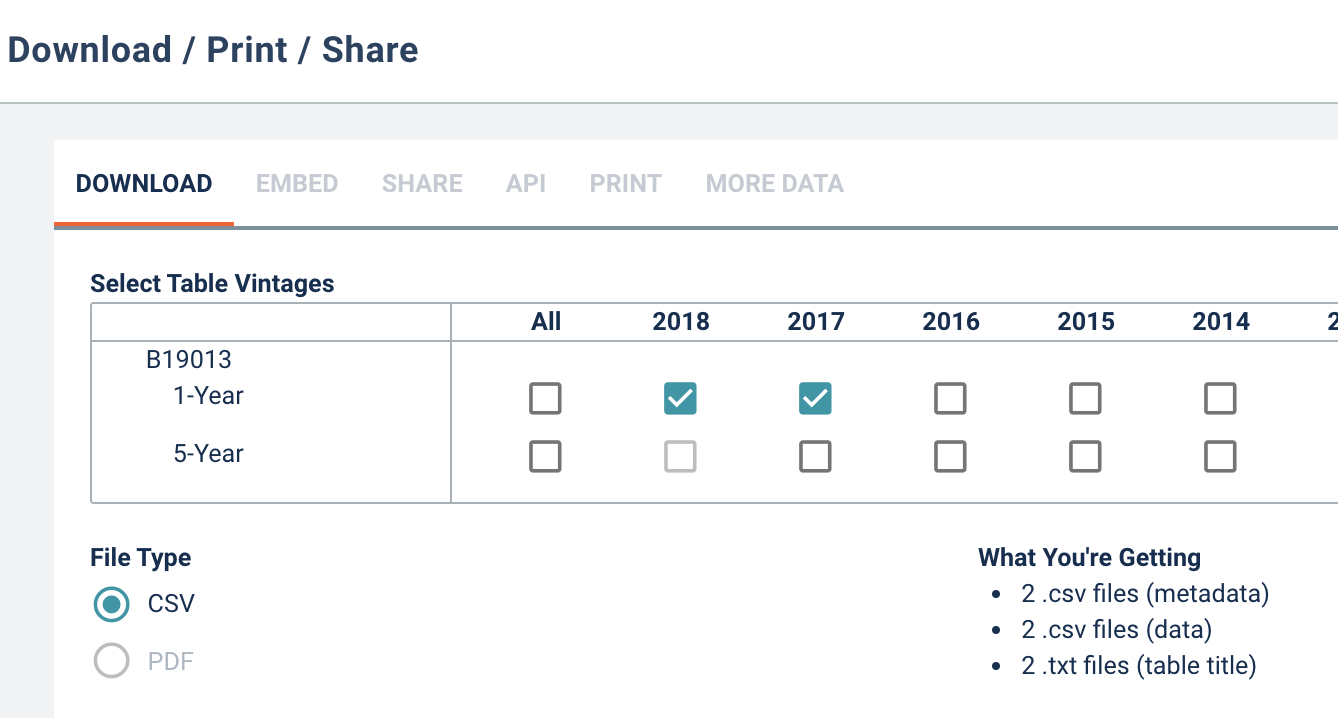 Download / Print / Share
DOWNLOAD EMBED SHARE API PRINT MORE DATA
Select Table Vintages
All 2018 2017 2016 2015 2014
B19013
1-Year
5-Year
File Type What You're Getting
CSV • 2 .csv files (metadata)
• 2 .csv files (data)
PDF • 2 .txt files (table title)